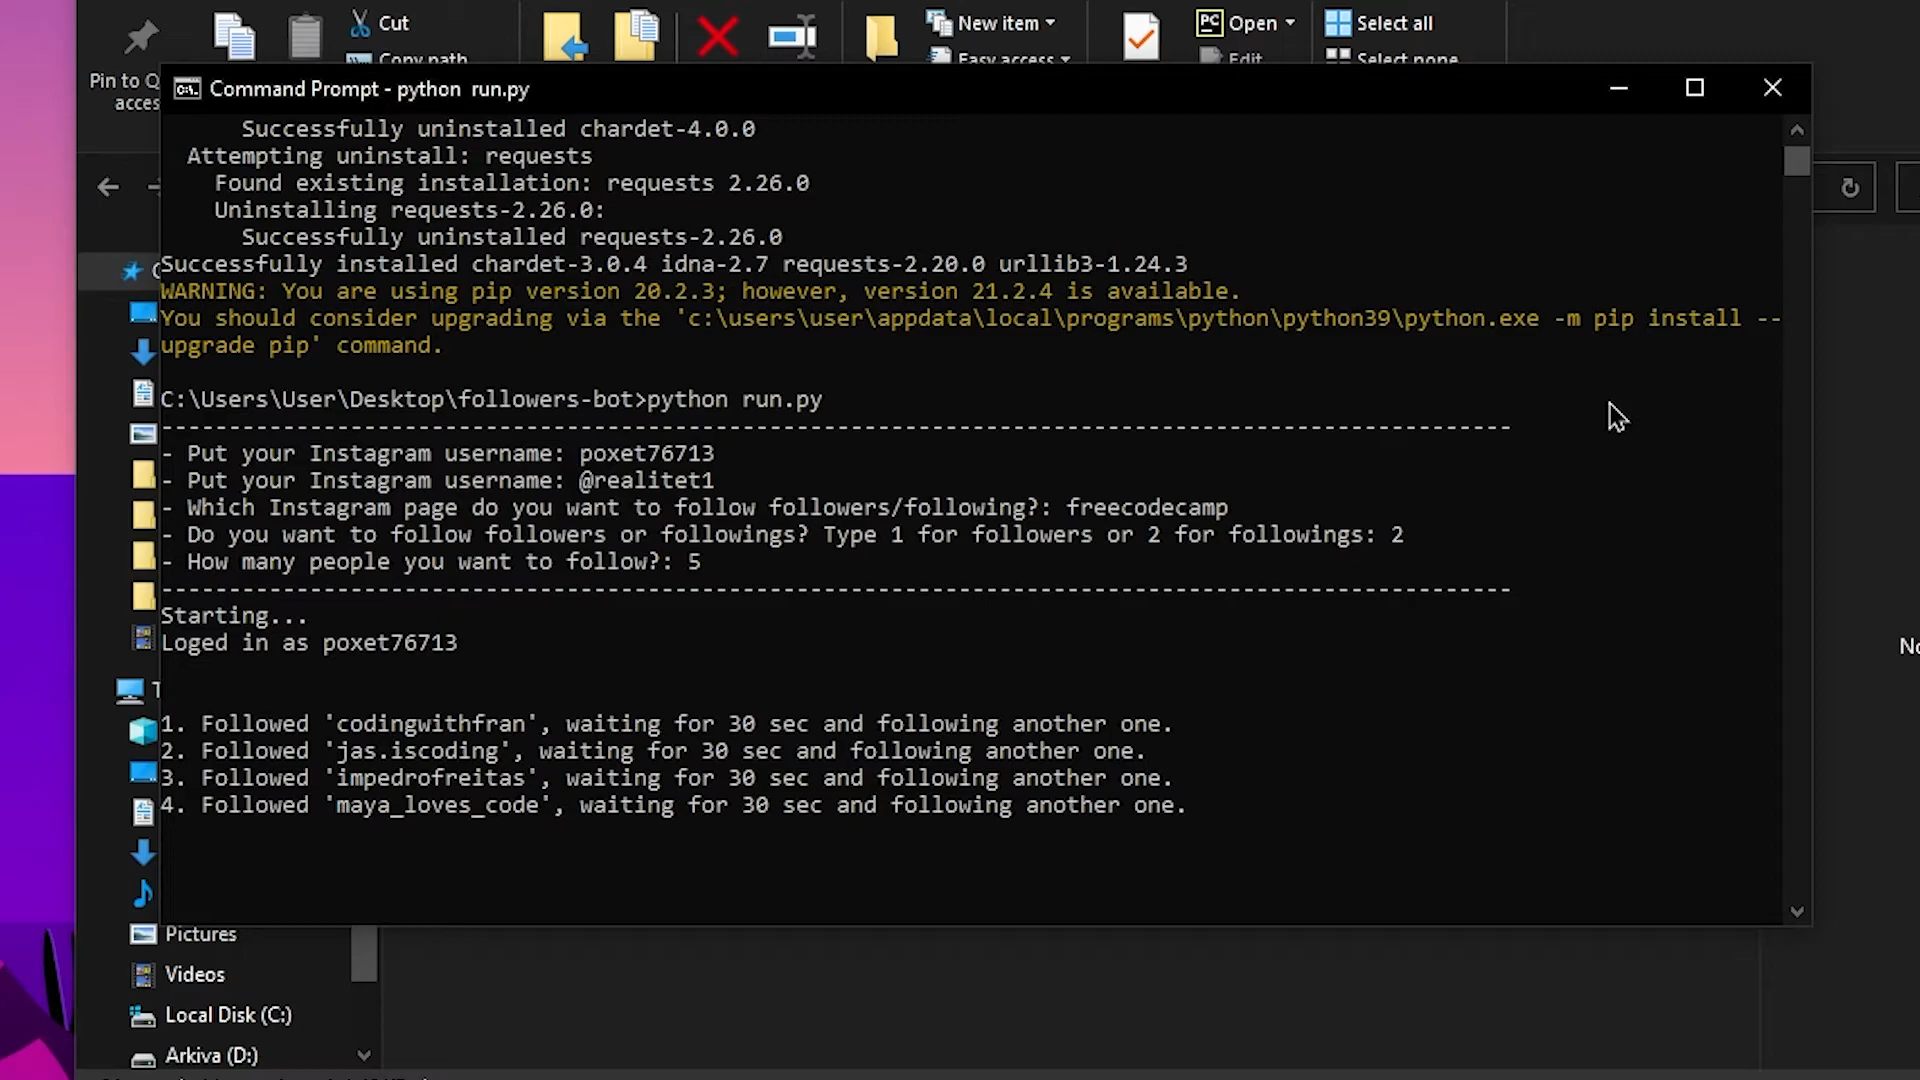 Cut
New item
Open
Select all
Copy path
Easy access
Edit
Select none
Pin to Q
acces
Command Prompt - python  run.py
Successfully uninstalled chardet-4.0.0
Attempting uninstall: requests
Found existing installation: requests 2.26.0
Uninstalling requests-2.26.0:
Successfully uninstalled requests-2.26.0
Successfully installed chardet-3.0.4 idna-2.7 requests-2.20.0 urllib3-1.24.3
WARNING: You are using pip version 20.2.3; however, version 21.2.4 is available.
You should consider upgrading via the 'c:\users\user\appdata\local\programs\python\python39\python.exe -m pip install --
upgrade pip' command.
C:\Users\User\Desktop\followers-bot>python run.py
----------------------------------------------------------------------------------------------------
- Put your Instagram username: poxet76713
- Put your Instagram username: @realitet1
- Which Instagram page do you want to follow followers/following?: freecodecamp
- Do you want to follow followers or followings? Type 1 for followers or 2 for followings: 2
- How many people you want to follow?: 5
----------------------------------------------------------------------------------------------------
Starting...
Loged in as poxet76713
1. Followed 'codingwithfran', waiting for 30 sec and following another one.
2. Followed 'jas.iscoding', waiting for 30 sec and following another one.
3. Followed 'impedrofreitas', waiting for 30 sec and following another one.
4. Followed 'maya_loves_code', waiting for 30 sec and following another one.
Pictures
Videos
Local Disk (C:)
Arkiva (D:)